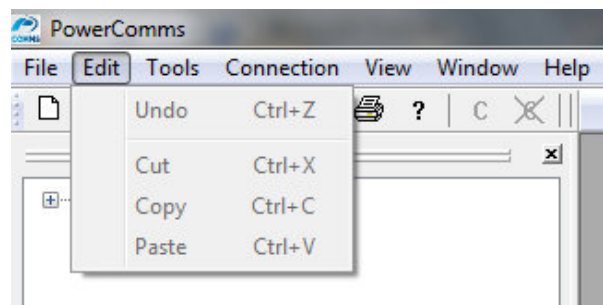 PowerComms
File Edit Tools Connection View Window Help
? C
Undo Ctrl+Z
Cut Ctrl+X
Copy Ctrl+C
Paste Ctrl+V